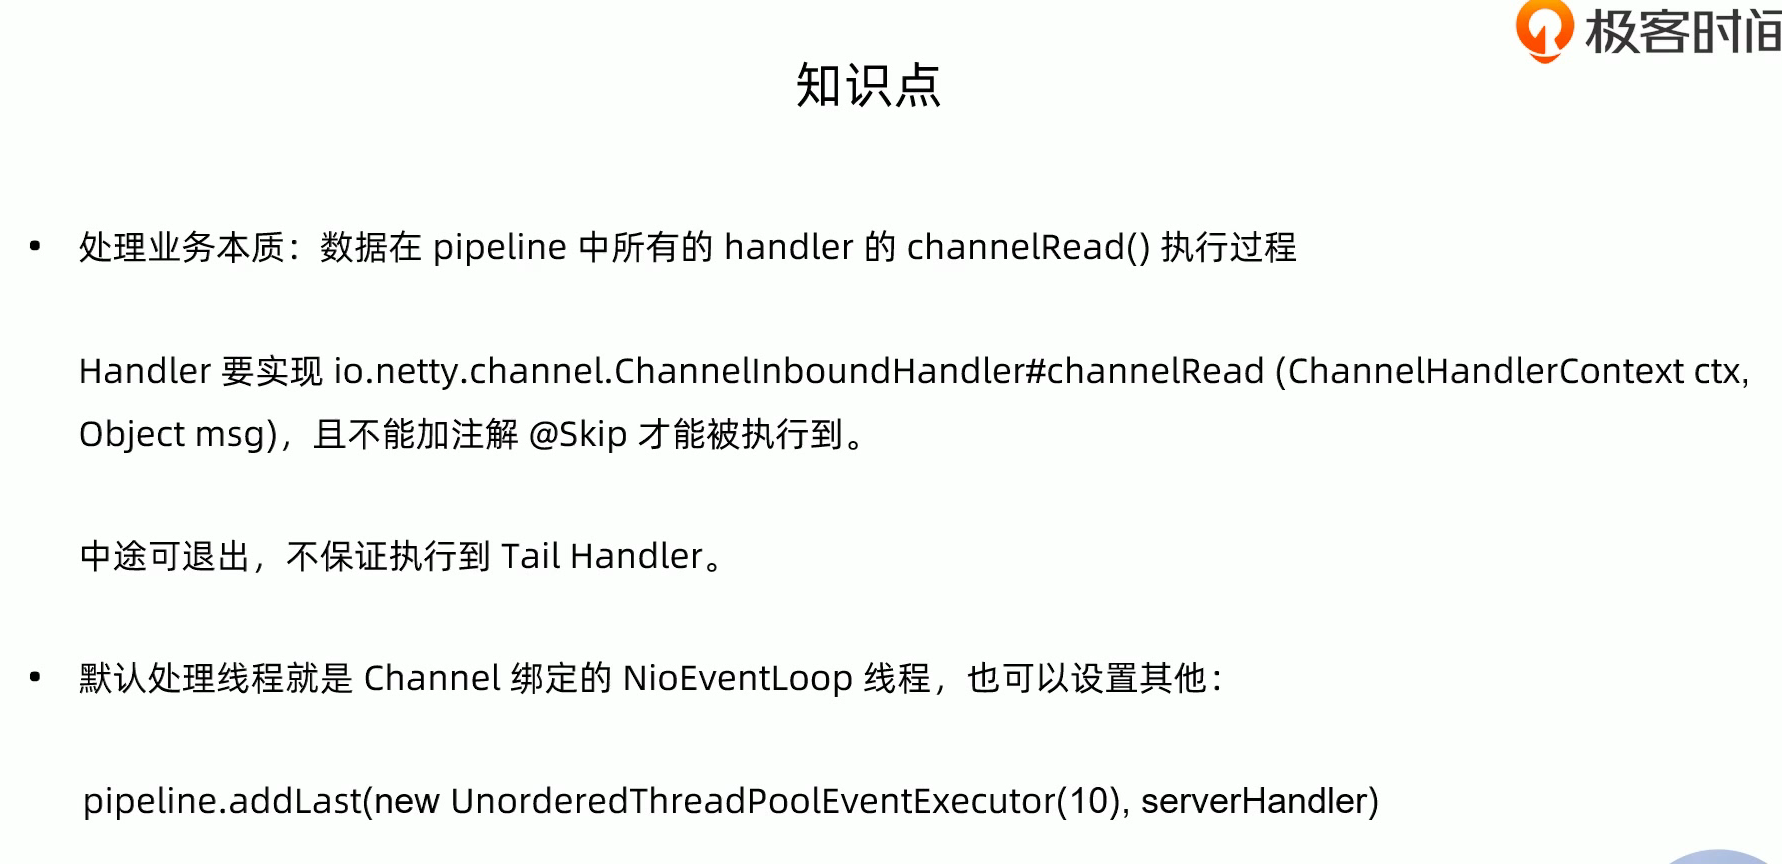 极客时间
知识点
• 处理业务本质：数据在 pipeline 中所有的 handler 的 channelRead() 执行过程
Handler 要实现 io.netty.channel.ChannelInboundHandler#channelRead (ChannelHandlerContext ctx,
Object msg)，且不能加注解 @Skip 才能被执行到。
中途可退出，不保证执行到 Tail Handler。
• 默认处理线程就是 Channel 绑定的 NioEventLoop 线程，也可以设置其他：
pipeline.addLast(new UnorderedThreadPoolEventExecutor(10), serverHandler)